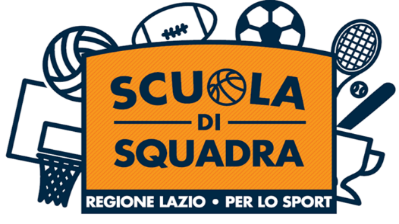 SCUOLA
DI
SQUADRA
REGIONE LAZIO • PER LO SPORT